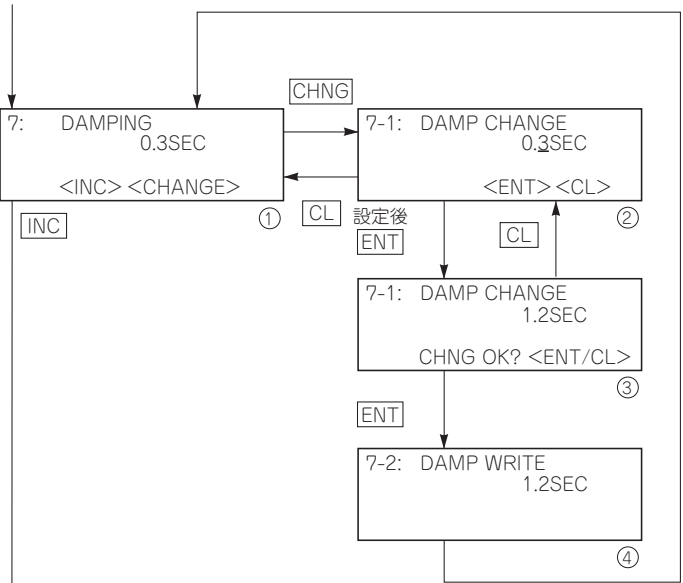 CHNG
7: DAMPING
0.3SEC
<INC> <CHANGE>
①
7-1: DAMP CHANGE
0.3SEC
<ENT> <CL>
②
INC
CL 設定後
ENT
CL
7-1: DAMP CHANGE
1.2SEC
CHNG OK? <ENT/CL>
③
ENT
7-2: DAMP WRITE
1.2SEC
④